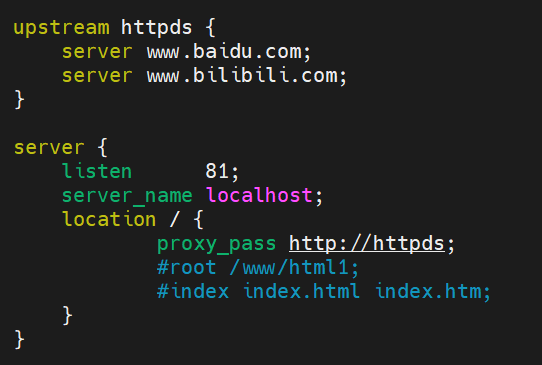 upstream httpds {
    server www.baidu.com;
    server www.bilibili.com;
}

server {
    listen      81;
    server_name localhost;
    location / {
            proxy_pass http://httpds;
            #root /www/html1;
            #index index.html index.htm;
    }
}